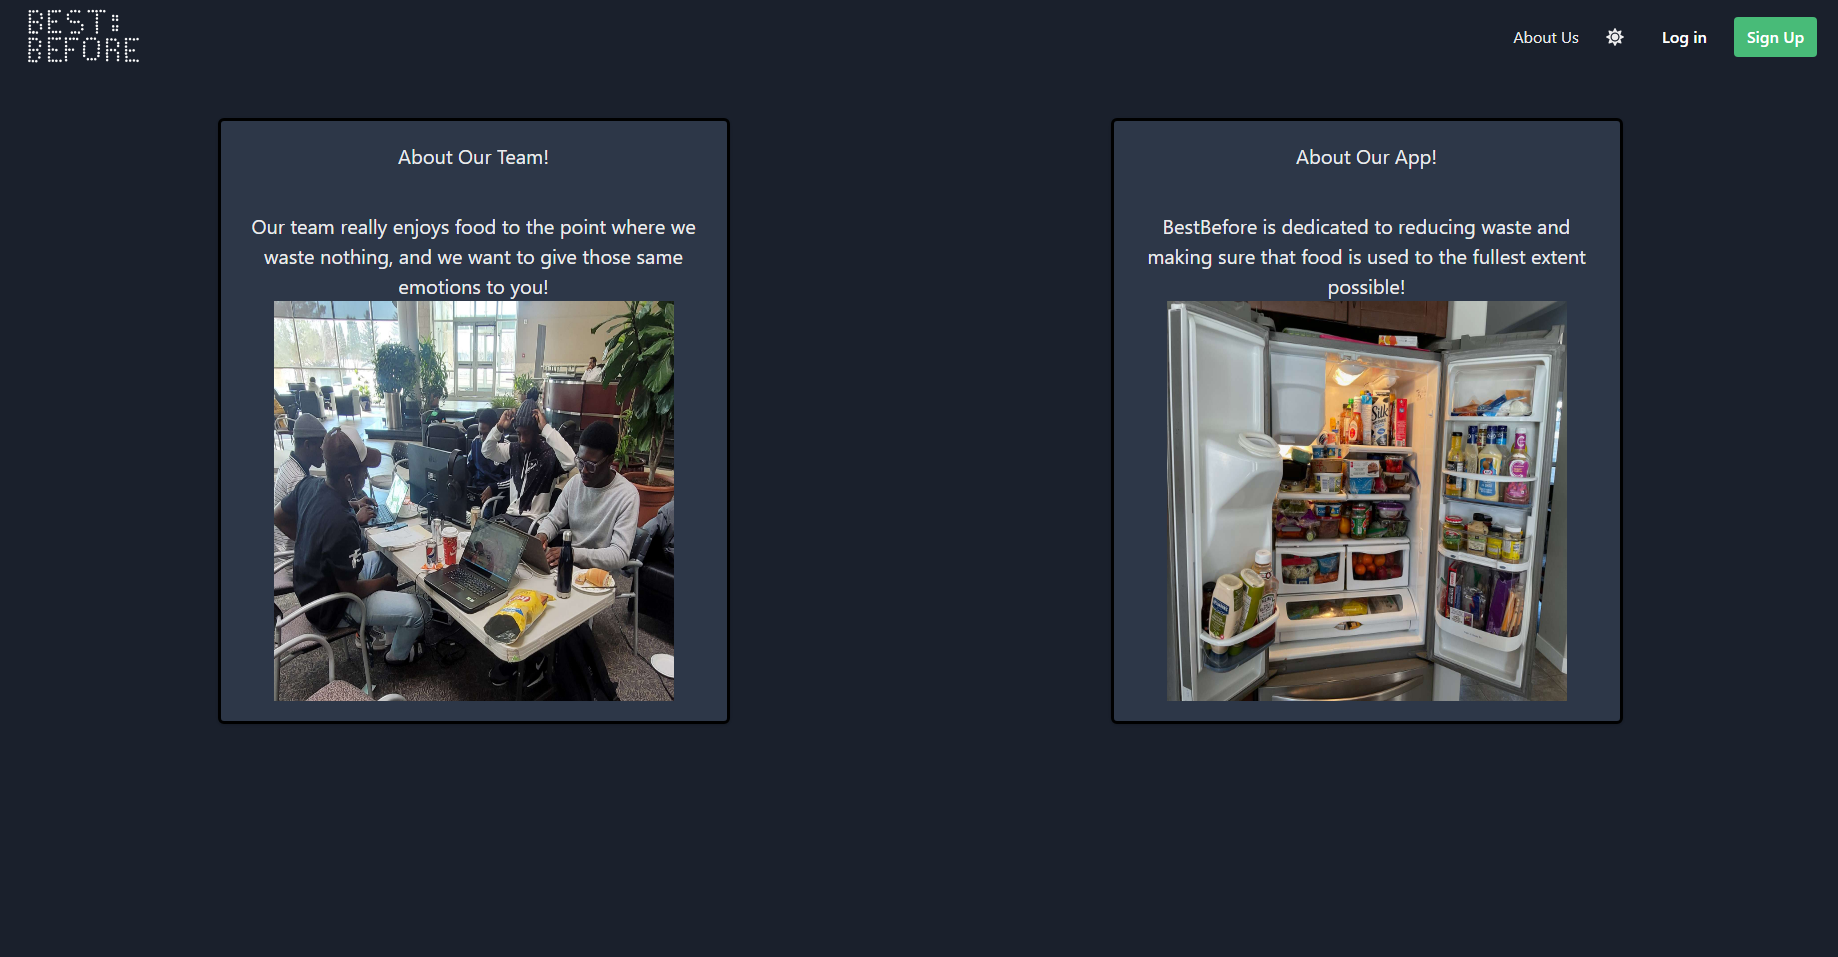 BEST:
BEFORE
About Us
Log in
Sign Up
About Our Team!
Our team really enjoys food to the point where we
waste nothing, and we want to give those same
emotions to you!
About Our App!
BestBefore is dedicated to reducing waste and
making sure that food is used to the fullest extent
possible!
Silk